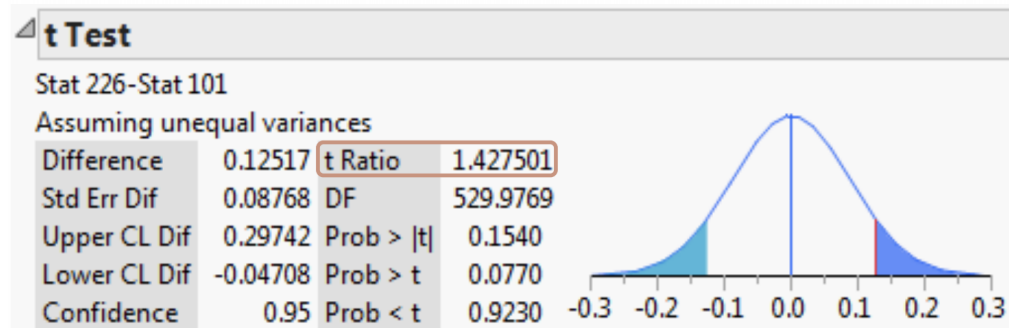 t Test
Stat 226-Stat 101
Assuming unequal variances
Difference 0.12517 t Ratio 1.427501
Std Err Dif 0.08768 DF 529.9769
Upper CL Dif 0.29742 Prob > |t| 0.1540
Lower CL Dif -0.04708 Prob > t 0.0770
Confidence 0.95 Prob < t 0.9230
-0.3 -0.2 -0.1 0.0 0.1 0.2 0.3